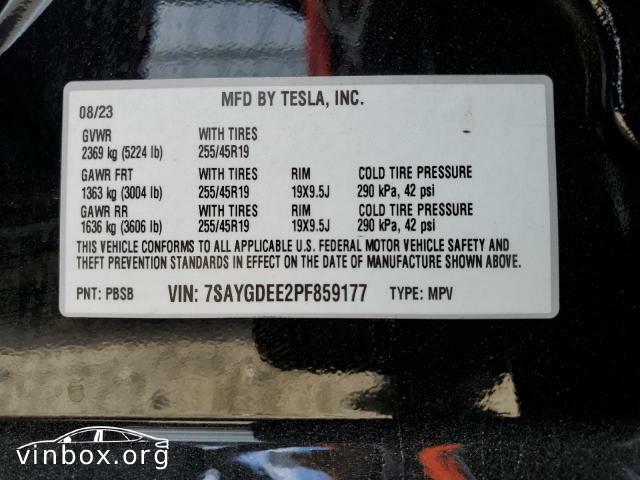 MFD BY TESLA, INC.
08/23
GVWR WITH TIRES
2369 kg (5224 lb) 255/45R19
GAWR FRT WITH TIRES RIM COLD TIRE PRESSURE
1363 kg (3004 lb) 255/45R19 19X9.5J 290 kPa, 42 psi
GAWR RR WITH TIRES RIM COLD TIRE PRESSURE
1636 kg (3606 lb) 255/45R19 19X9.5J 290 kPa, 42 psi
THIS VEHICLE CONFORMS TO ALL APPLICABLE U.S. FEDERAL MOTOR VEHICLE SAFETY AND
THEFT PREVENTION STANDARDS IN EFFECT ON THE DATE OF MANUFACTURE SHOWN ABOVE.
PNT: PBSB VIN: 7SAYGDEE2PF859177 TYPE: MPV
vinbox.org